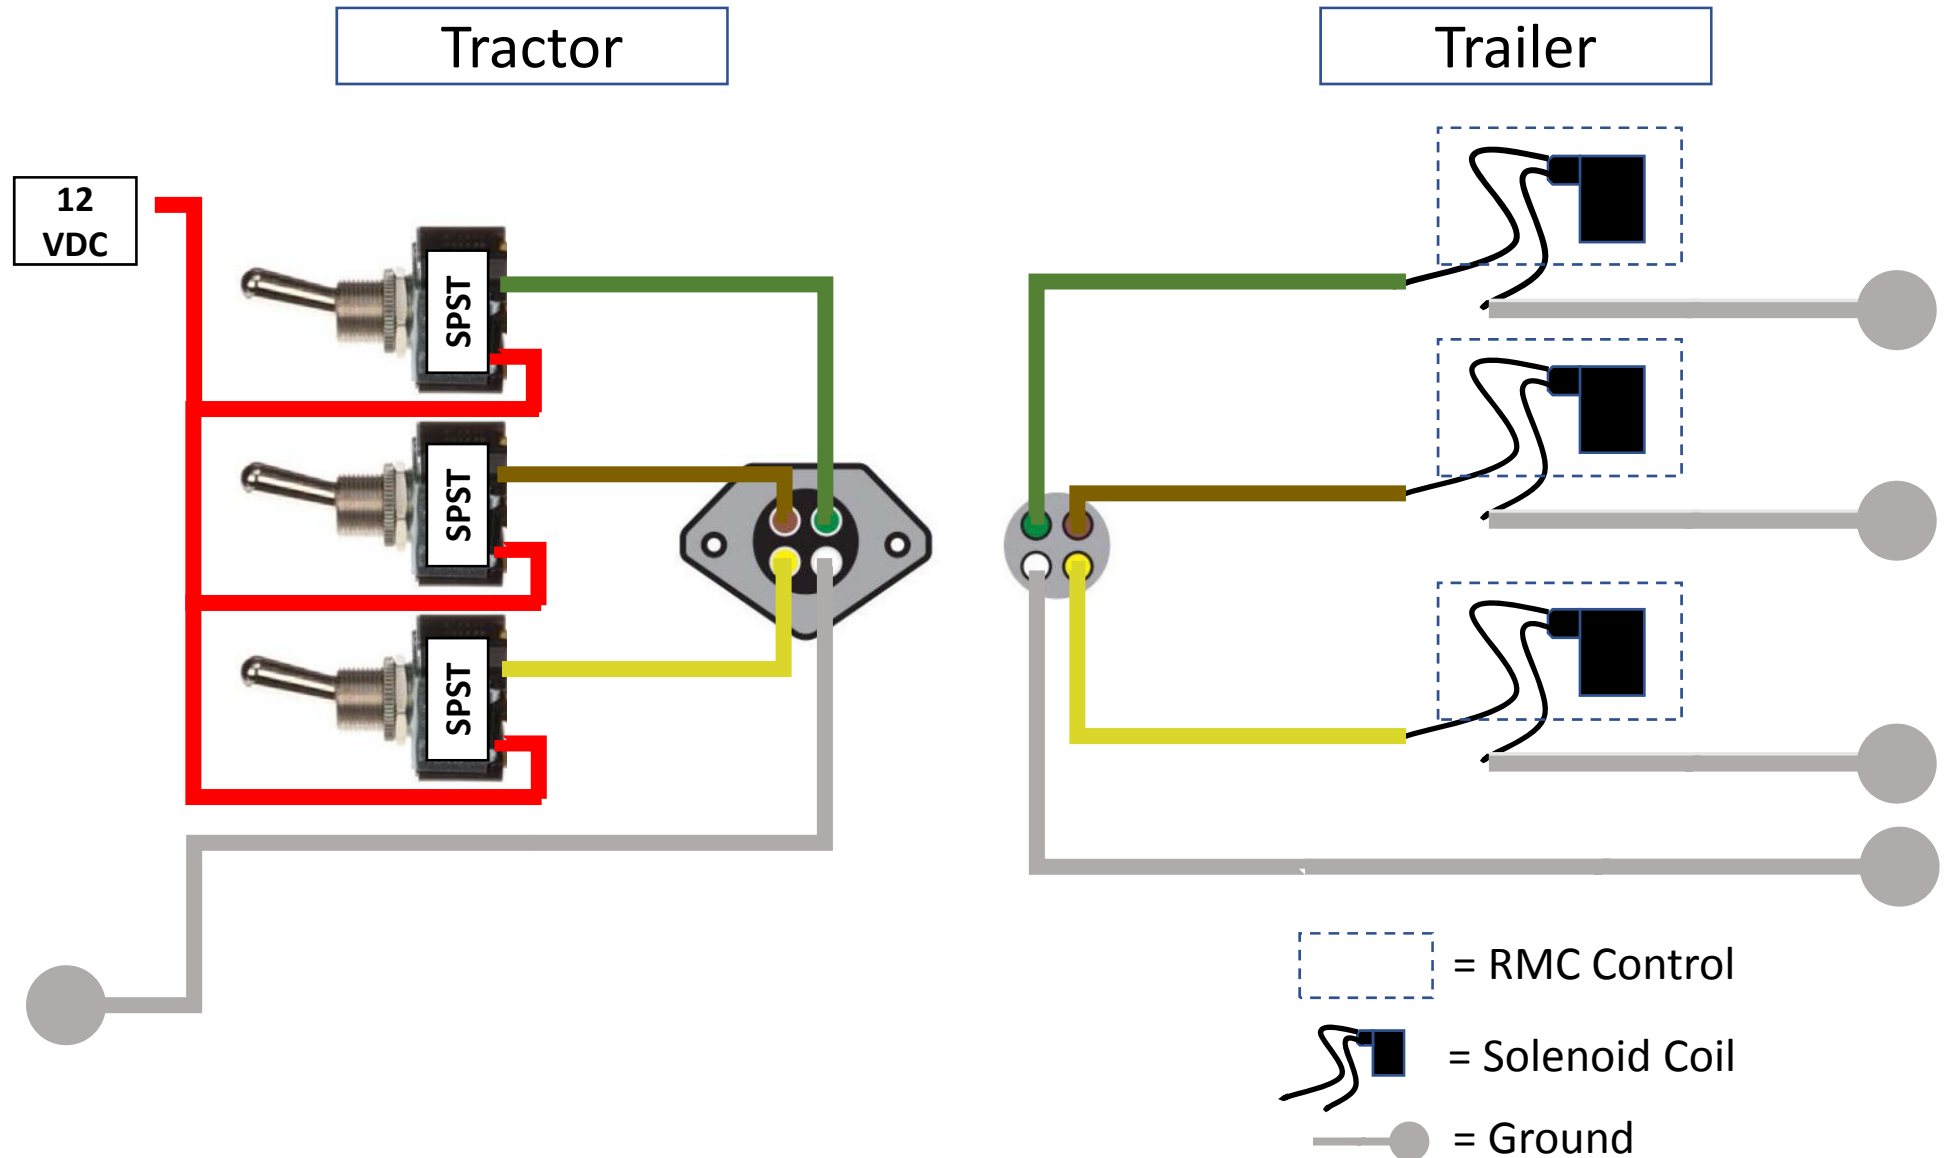 Tractor
Trailer
12
VDC
SPST
SPST
SPST
= RMC Control
= Solenoid Coil
= Ground